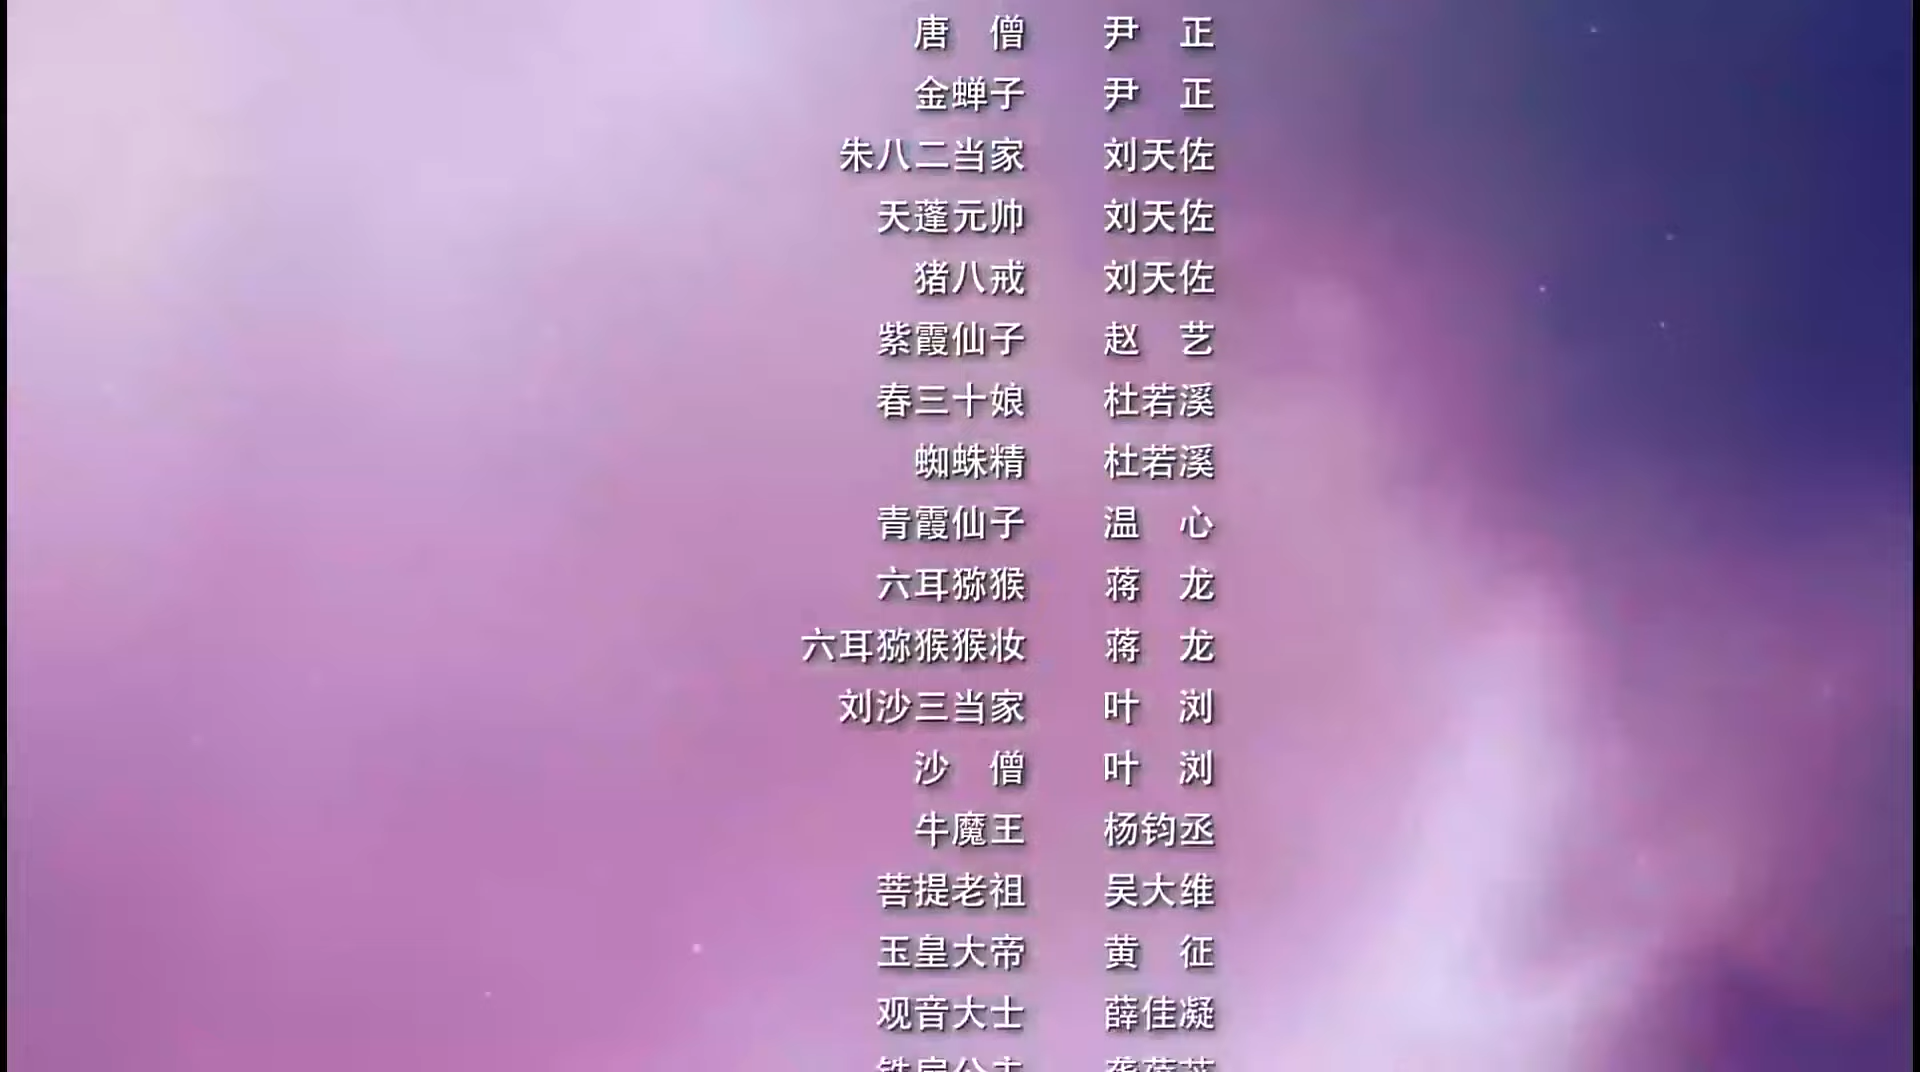 唐　僧　　尹　正
金蝉子　　尹　正
朱八二当家　　刘天佐
天蓬元帅　　刘天佐
猪八戒　　刘天佐
紫霞仙子　　赵　艺
春三十娘　　杜若溪
蜘蛛精　　杜若溪
青霞仙子　　温　心
六耳猕猴　　蒋　龙
六耳猕猴猴妆　　蒋　龙
刘沙三当家　　叶　浏
沙　僧　　叶　浏
牛魔王　　杨钧丞
菩提老祖　　吴大维
玉皇大帝　　黄　征
观音大士　　薛佳凝